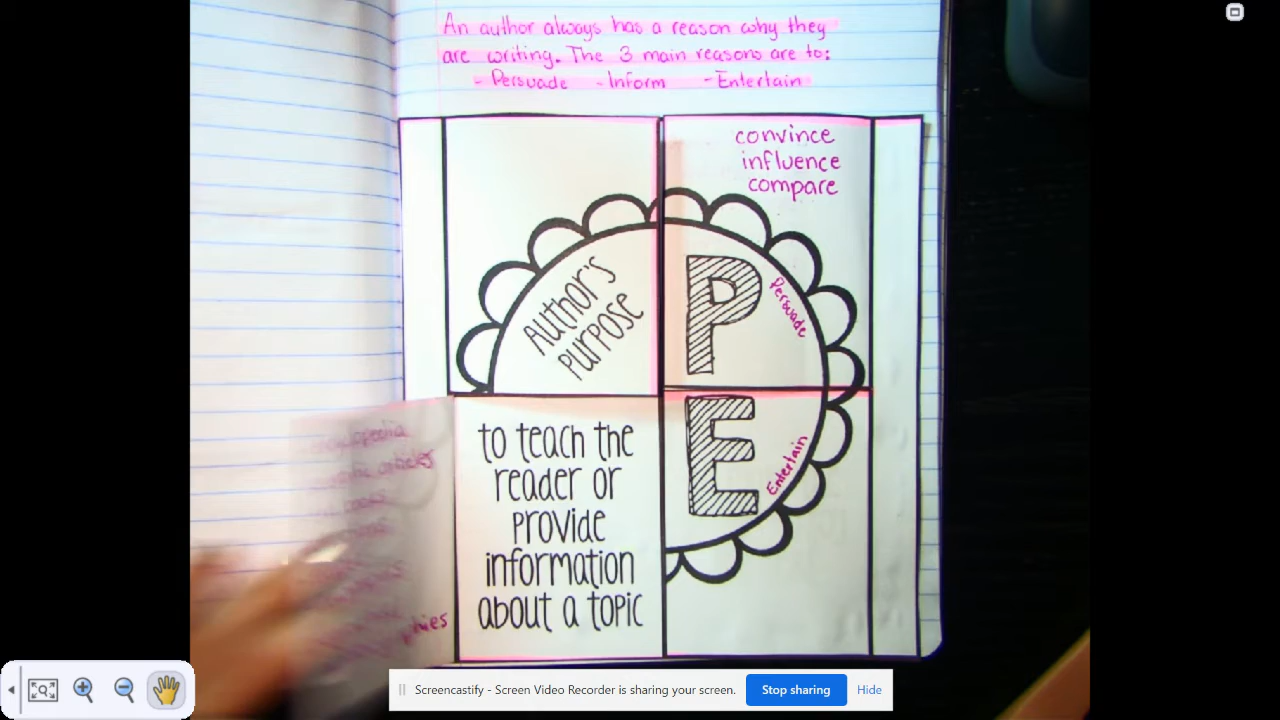 An author always has a reason why they
are writing. The 3 main reasons are to:
- Persuade - Inform - Entertain
convince
influence
compare
AUTHOR'S
PURPOSE
P
Persuade
to teach the
reader or
provide
information
about a topic
E
Entertain
Screencastify - Screen Video Recorder is sharing your screen.
Stop sharing
Hide